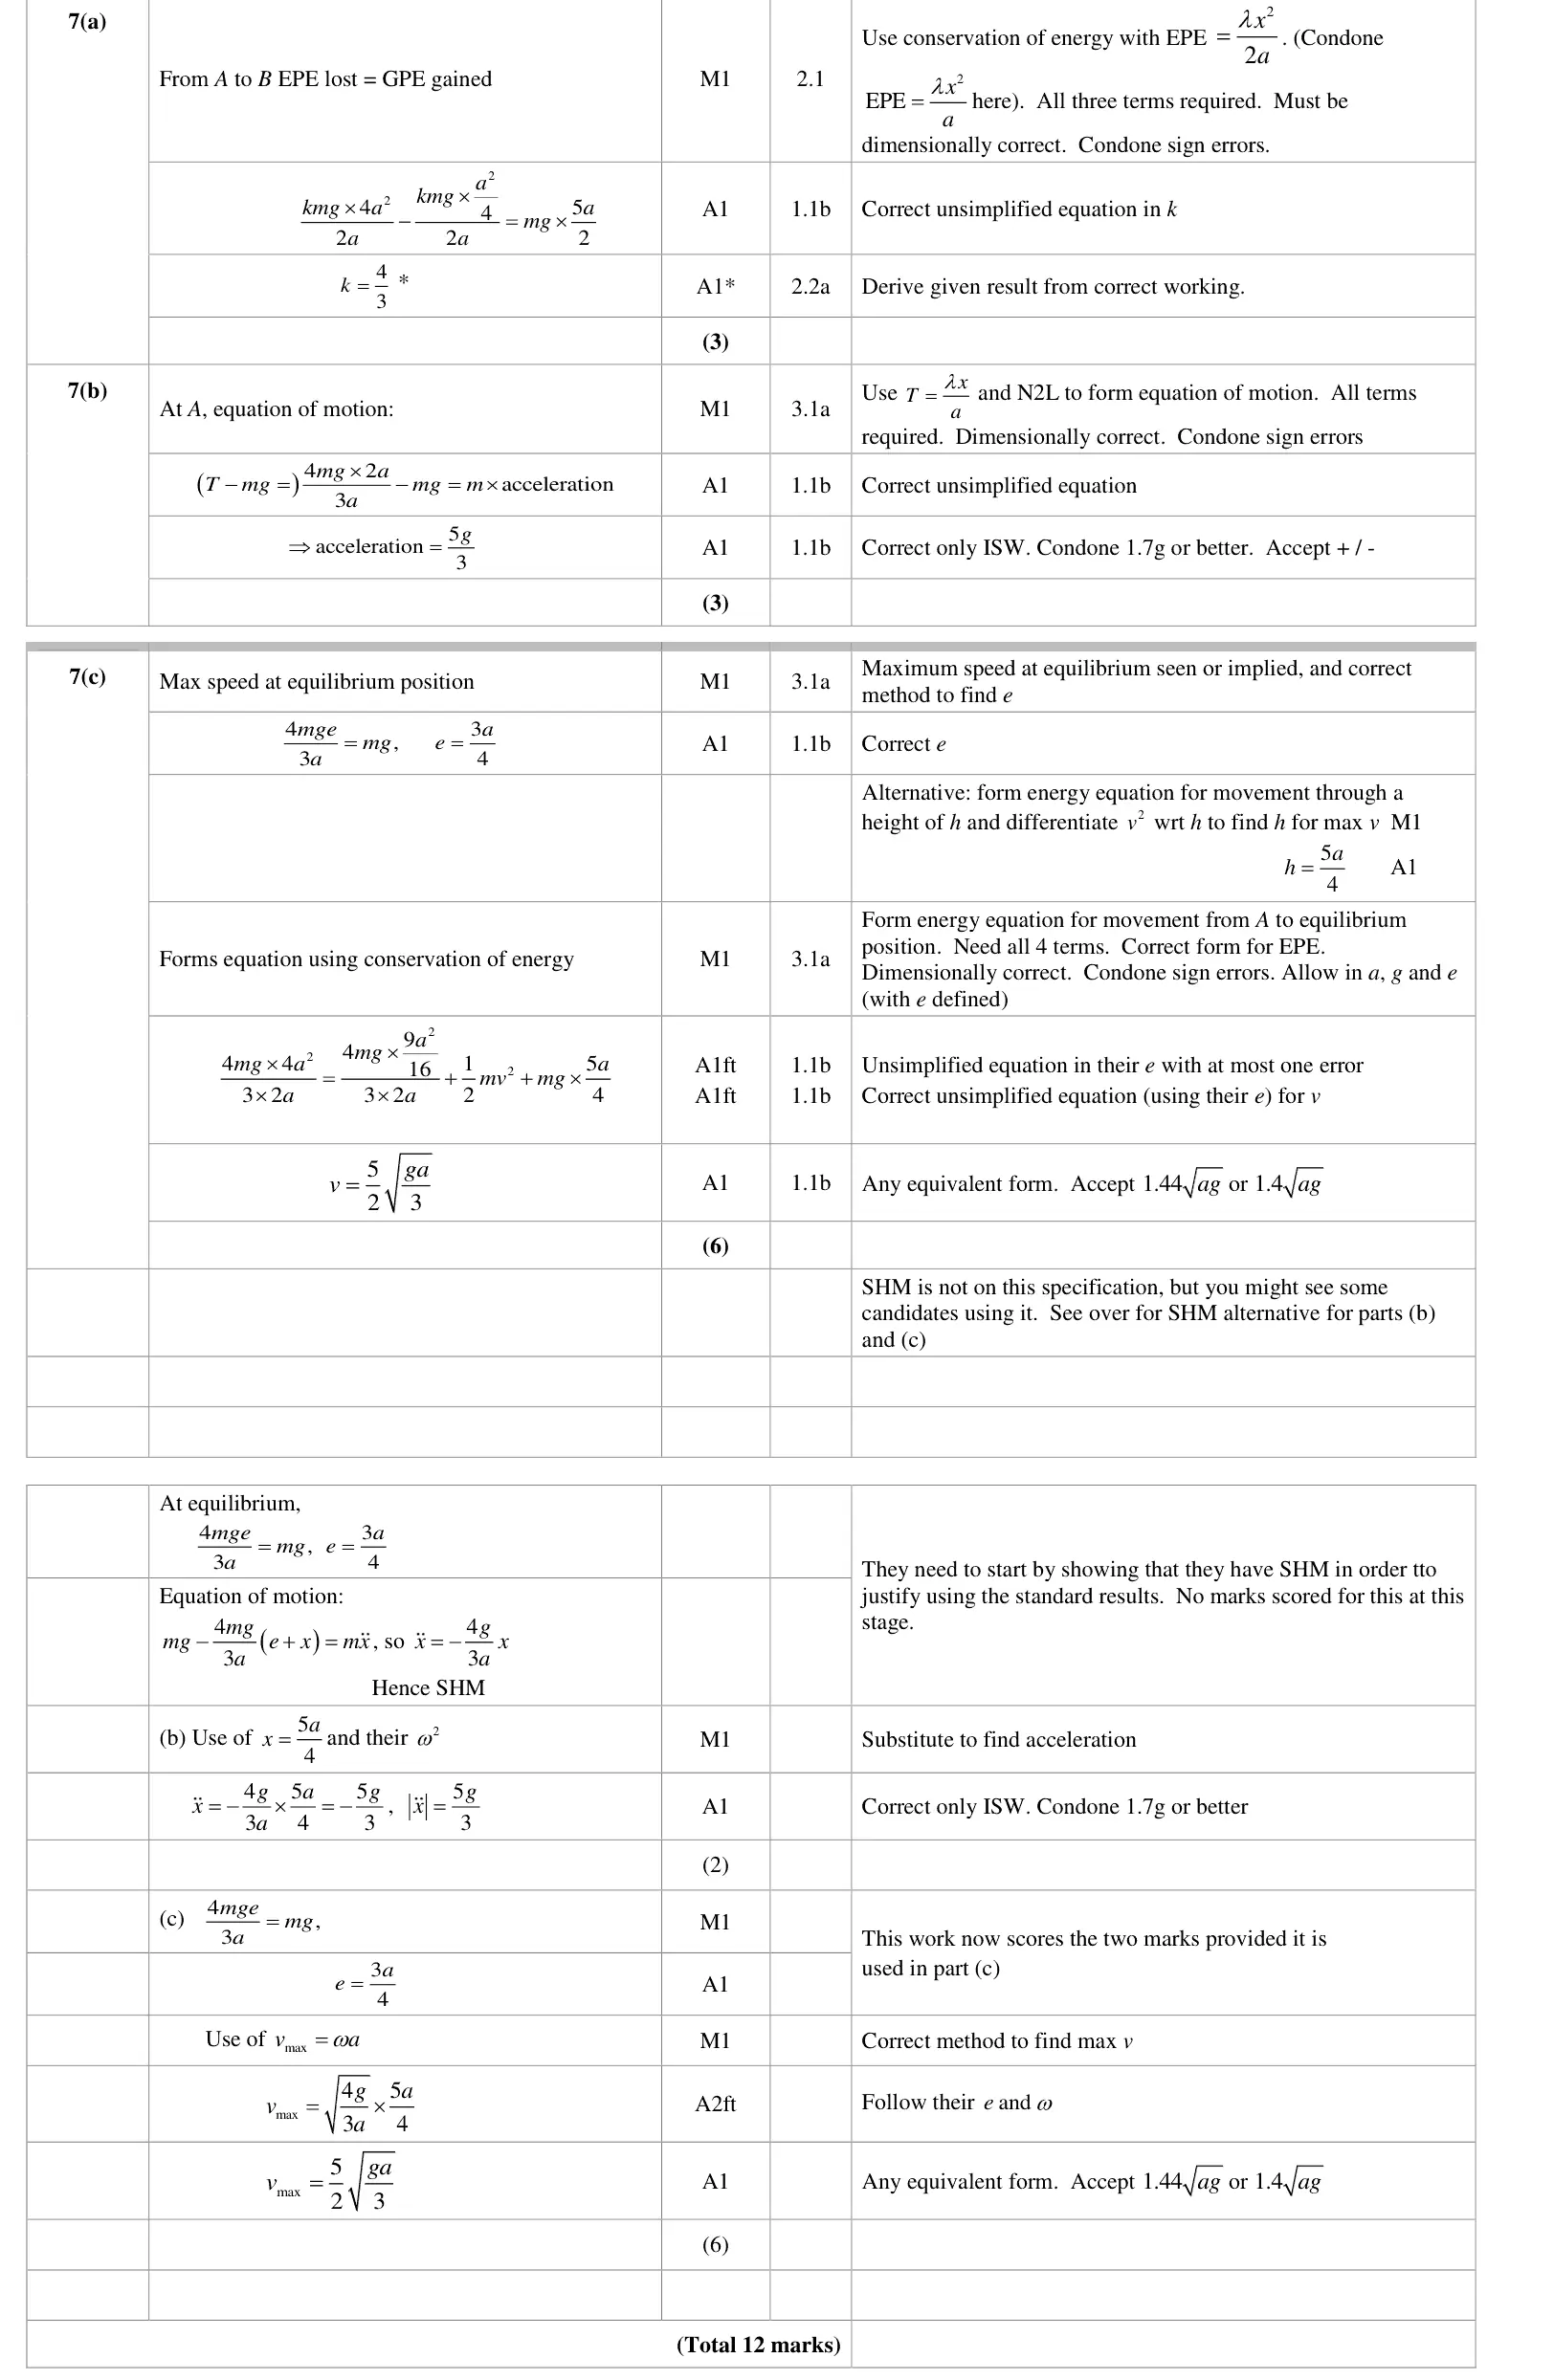 7(a)
From A to B EPE lost = GPE gained
M1
2.1
Use conservation of energy with EPE = λx²/2a . (Condone
EPE = λx²/a here). All three terms required. Must be
dimensionally correct. Condone sign errors.
(kmg × 4a²)/2a − (kmg × a²/4)/2a = mg × 5a/2
A1
1.1b
Correct unsimplified equation in k
k = 4/3 *
A1*
2.2a
Derive given result from correct working.
(3)
7(b)
At A, equation of motion:
M1
3.1a
Use T = λx/a and N2L to form equation of motion. All terms
required. Dimensionally correct. Condone sign errors
(T − mg =) (4mg × 2a)/3a − mg = m × acceleration
A1
1.1b
Correct unsimplified equation
⇒ acceleration = 5g/3
A1
1.1b
Correct only ISW. Condone 1.7g or better. Accept + / -
(3)
7(c)
Max speed at equilibrium position
M1
3.1a
Maximum speed at equilibrium seen or implied, and correct
method to find e
4mge/3a = mg, e = 3a/4
A1
1.1b
Correct e
Alternative: form energy equation for movement through a
height of h and differentiate v² wrt h to find h for max v M1
h = 5a/4 A1
Forms equation using conservation of energy
M1
3.1a
Form energy equation for movement from A to equilibrium
position. Need all 4 terms. Correct form for EPE.
Dimensionally correct. Condone sign errors. Allow in a, g and e
(with e defined)
(4mg × 4a²)/(3 × 2a) = (4mg × 9a²/16)/(3 × 2a) + 1/2 mv² + mg × 5a/4
A1ft
1.1b
Unsimplified equation in their e with at most one error
A1ft
1.1b
Correct unsimplified equation (using their e) for v
v = 5/2 √(ga/3)
A1
1.1b
Any equivalent form. Accept 1.44√ag or 1.4√ag
(6)
SHM is not on this specification, but you might see some
candidates using it. See over for SHM alternative for parts (b)
and (c)
At equilibrium,
4mge/3a = mg, e = 3a/4
They need to start by showing that they have SHM in order tto
justify using the standard results. No marks scored for this at this
stage.
Equation of motion:
mg − 4mg/3a (e + x) = mẍ, so ẍ = − 4g/3a x
Hence SHM
(b) Use of x = 5a/4 and their ω²
M1
Substitute to find acceleration
ẍ = − 4g/3a × 5a/4 = − 5g/3 , |ẍ| = 5g/3
A1
Correct only ISW. Condone 1.7g or better
(2)
(c) 4mge/3a = mg,
M1
This work now scores the two marks provided it is
used in part (c)
e = 3a/4
A1
Use of vmax = ωa
M1
Correct method to find max v
vmax = √(4g/3a) × 5a/4
A2ft
Follow their e and ω
vmax = 5/2 √(ga/3)
A1
Any equivalent form. Accept 1.44√ag or 1.4√ag
(6)
(Total 12 marks)